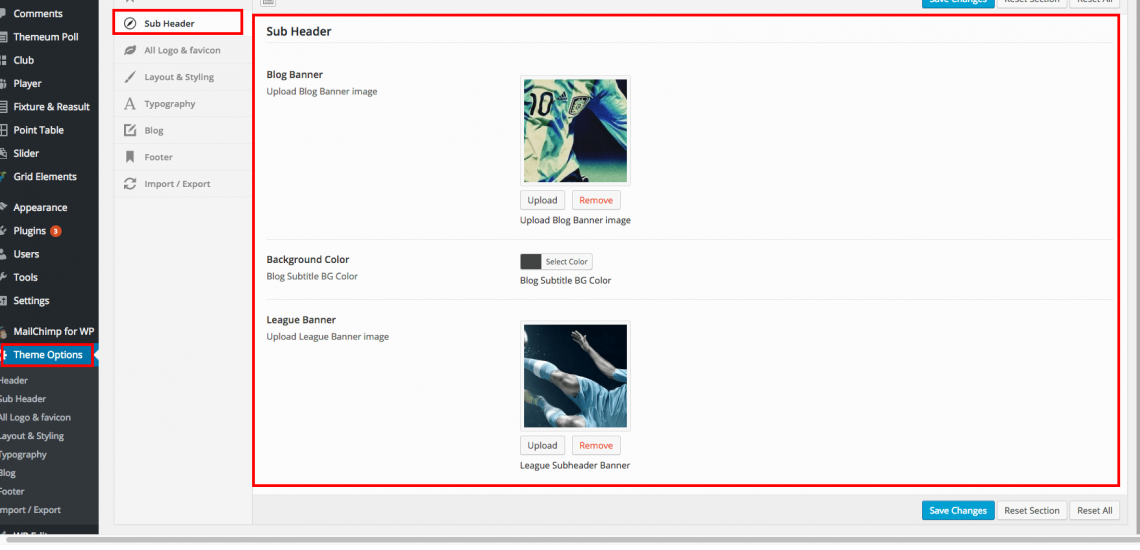 Comments
Themeum Poll
Club
Player
Fixture & Reasult
Point Table
Slider
Grid Elements
Appearance
Plugins 3
Users
Tools
Settings
MailChimp for WP
Theme Options
Header
Sub Header
All Logo & favicon
Layout & Styling
Typography
Blog
Footer
Import / Export
Sub Header
All Logo & favicon
Layout & Styling
Typography
Blog
Footer
Import / Export
Save Changes Reset Section Reset All
Sub Header
Blog Banner
Upload Blog Banner image
10
Upload Remove
Upload Blog Banner image
Background Color
Blog Subtitle BG Color
Select Color
Blog Subtitle BG Color
League Banner
Upload League Banner image
Upload Remove
League Subheader Banner
Save Changes Reset Section Reset All